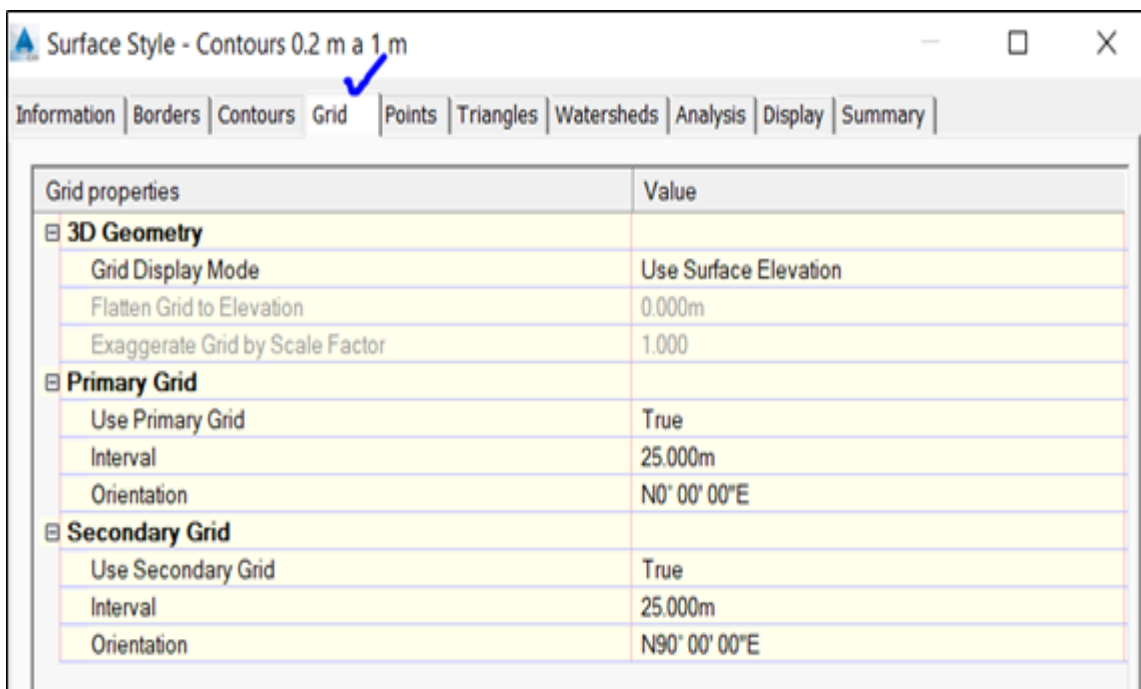 Surface Style - Contours 0.2 m a 1 m
Information Borders Contours Grid Points Triangles Watersheds Analysis Display Summary
Grid properties Value
3D Geometry
Grid Display Mode Use Surface Elevation
Flatten Grid to Elevation 0.000m
Exaggerate Grid by Scale Factor 1.000
Primary Grid
Use Primary Grid True
Interval 25.000m
Orientation N0° 00' 00"E
Secondary Grid
Use Secondary Grid True
Interval 25.000m
Orientation N90° 00' 00"E